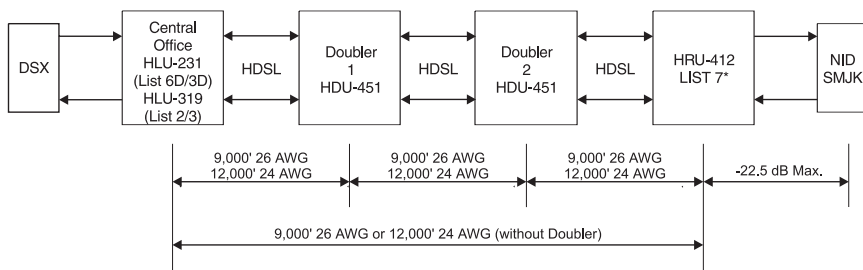 DSX
Central
Office
HLU-231
(List 6D/3D)
HLU-319
(List 2/3)
HDSL
Doubler
1
HDU-451
HDSL
Doubler
2
HDU-451
HDSL
HRU-412
LIST 7*
NID
SMJK
9,000' 26 AWG
12,000' 24 AWG
9,000' 26 AWG
12,000' 24 AWG
9,000' 26 AWG
12,000' 24 AWG
-22.5 dB Max.
9,000' 26 AWG or 12,000' 24 AWG (without Doubler)